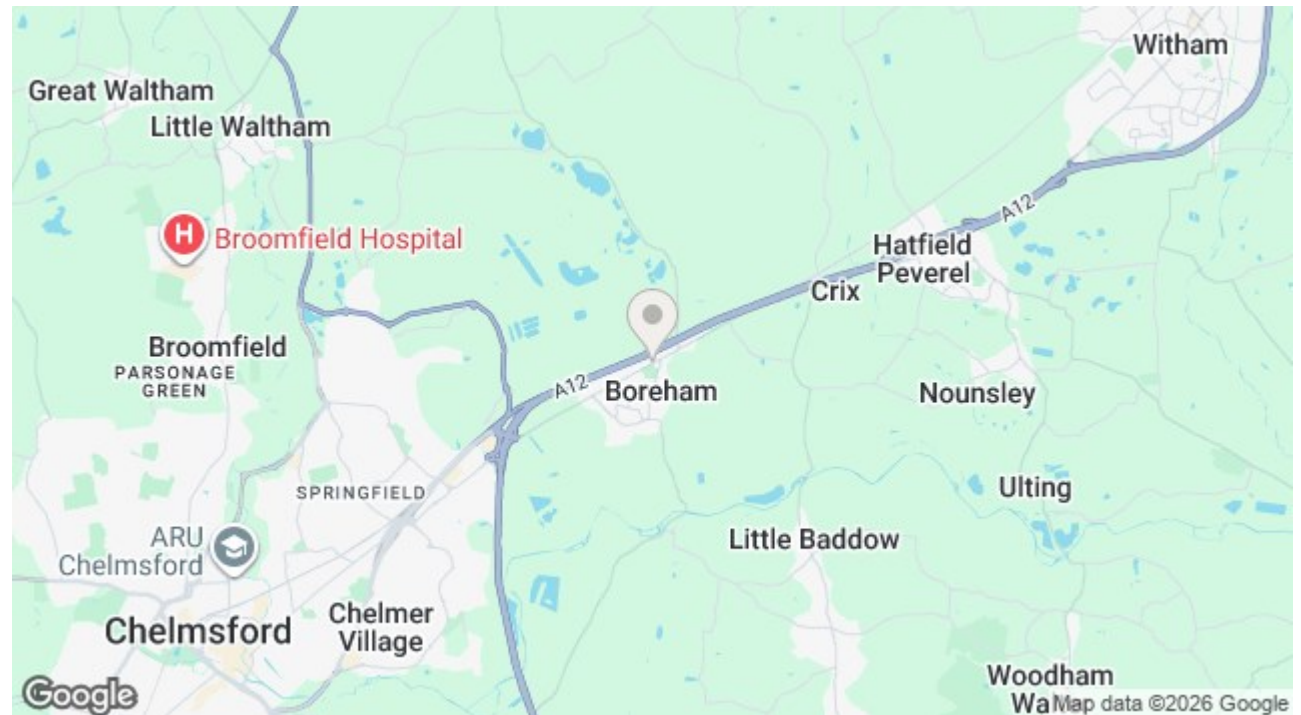 Witham
Great Waltham
Little Waltham
A12
H
Broomfield Hospital
Hatfield
Peverel
Crix
Broomfield
PARSONAGE
GREEN
A12
Boreham
Nounsley
SPRINGFIELD
Ulting
ARU
Chelmsford
Little Baddow
Chelmer
Village
Chelmsford
Woodham
Google
Map data ©2026 Google